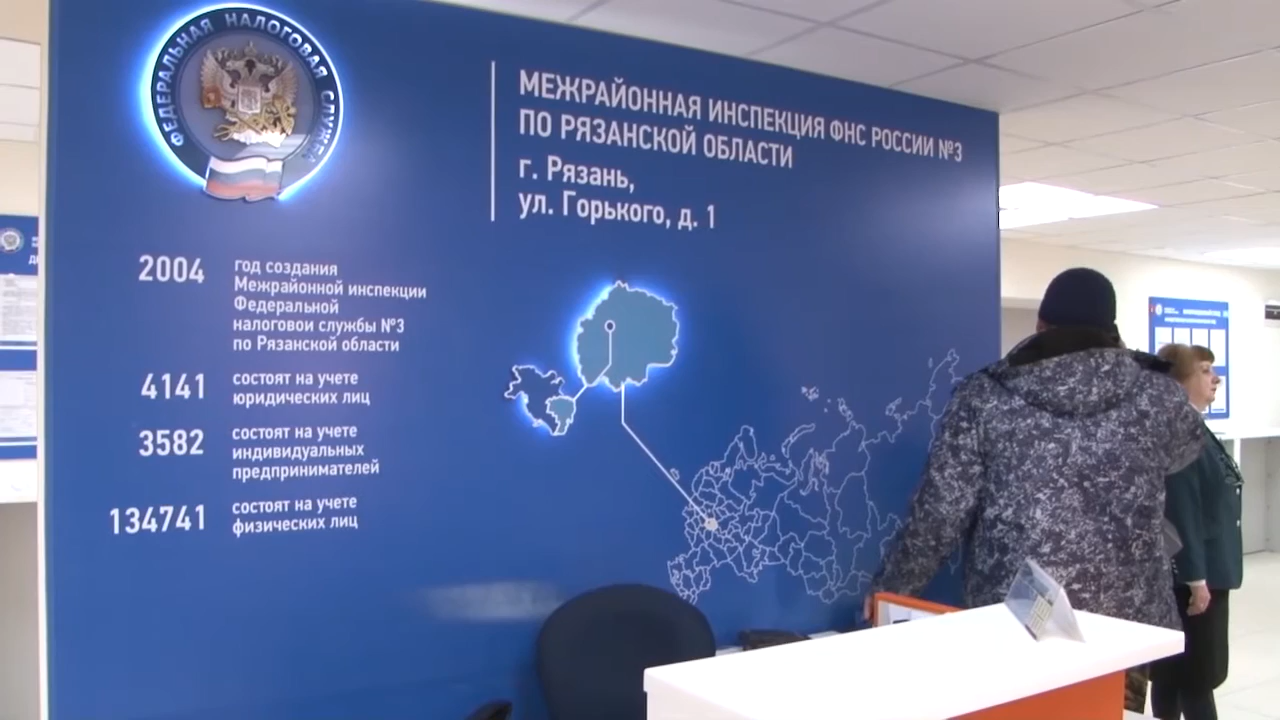 ФЕДЕРАЛЬНАЯ НАЛОГОВАЯ СЛУЖБА
МЕЖРАЙОННАЯ ИНСПЕКЦИЯ ФНС РОССИИ №3
ПО РЯЗАНСКОЙ ОБЛАСТИ
г. Рязань,
ул. Горького, д. 1
2004 год создания
Межрайонной инспекции
Федеральной
налоговои службы №3
по Рязанской области
4141 состоят на учете
юридических лиц
3582 состоят на учете
индивидуальных
предпринимателей
134741 состоят на учете
физических лиц